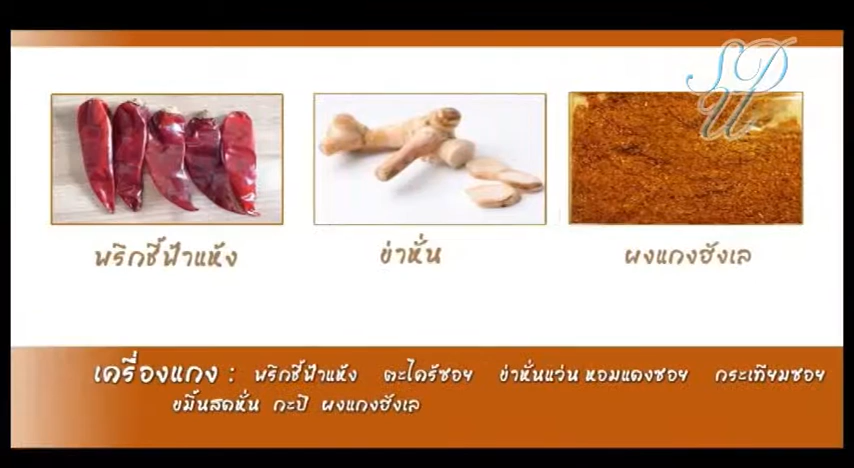 SDU
พริกชี้ฟ้าแห้ง
ข่าหั่น
ผงแกงฮังเล
เครื่องแกง : พริกชี้ฟ้าแห้ง ตะไคร้ซอย ข่าหั่นแว่น หอมแดงซอย กระเทียมซอย
ขมิ้นสดหั่น กะปิ ผงแกงฮังเล